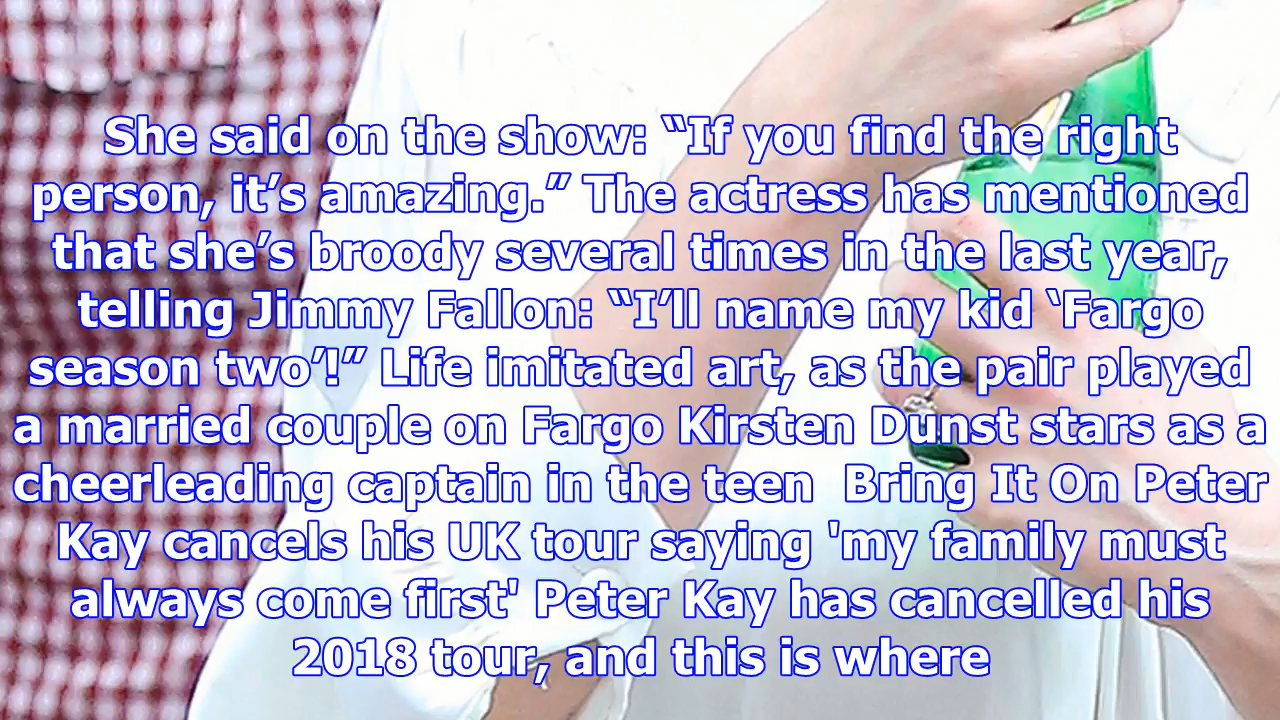 She said on the show: “If you find the right
person, it’s amazing.” The actress has mentioned
that she’s broody several times in the last year,
telling Jimmy Fallon: “I’ll name my kid ‘Fargo
season two’!” Life imitated art, as the pair played
a married couple on Fargo Kirsten Dunst stars as a
cheerleading captain in the teen  Bring It On Peter
Kay cancels his UK tour saying 'my family must
always come first' Peter Kay has cancelled his
2018 tour, and this is where